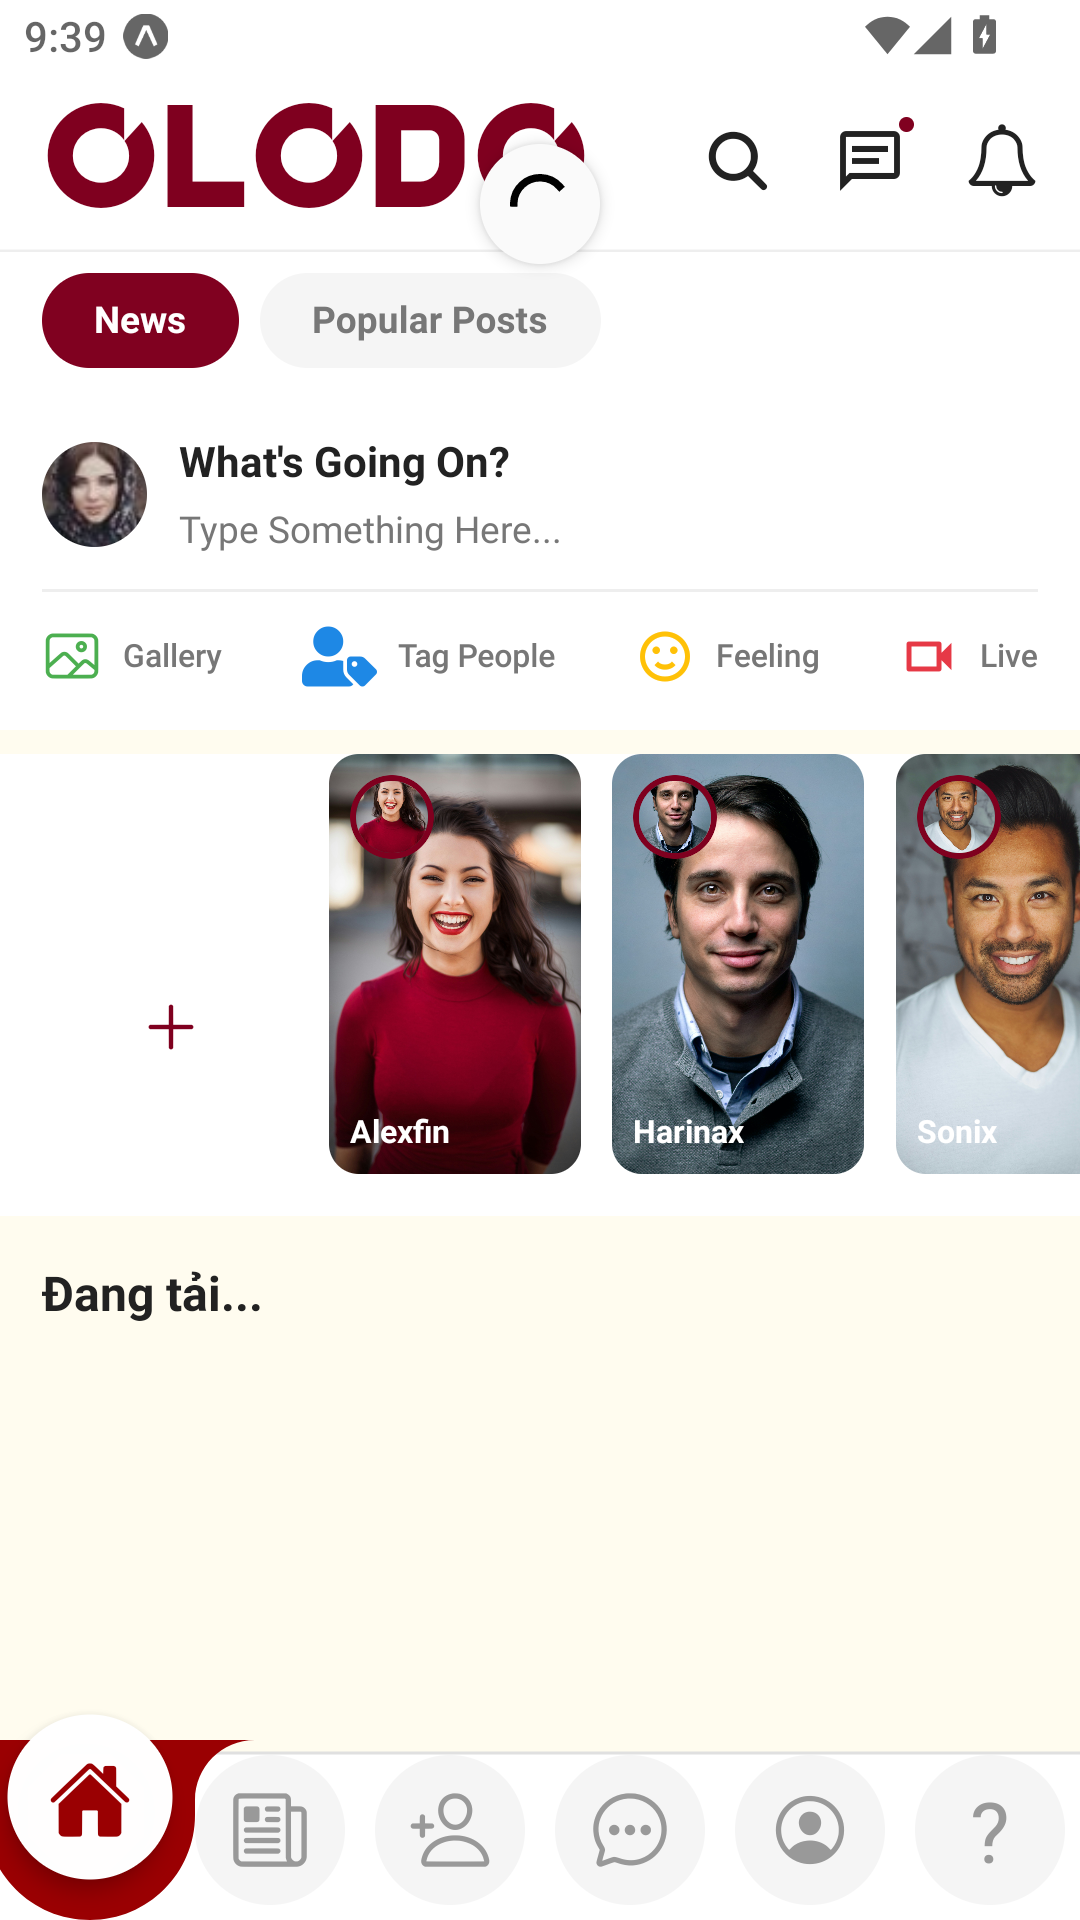 9:39
OLODO
News
Popular Posts
What's Going On?
Type Something Here...
Gallery
Tag People
Feeling
Live
Alexfin
Harinax
Sonix
Đang tải...